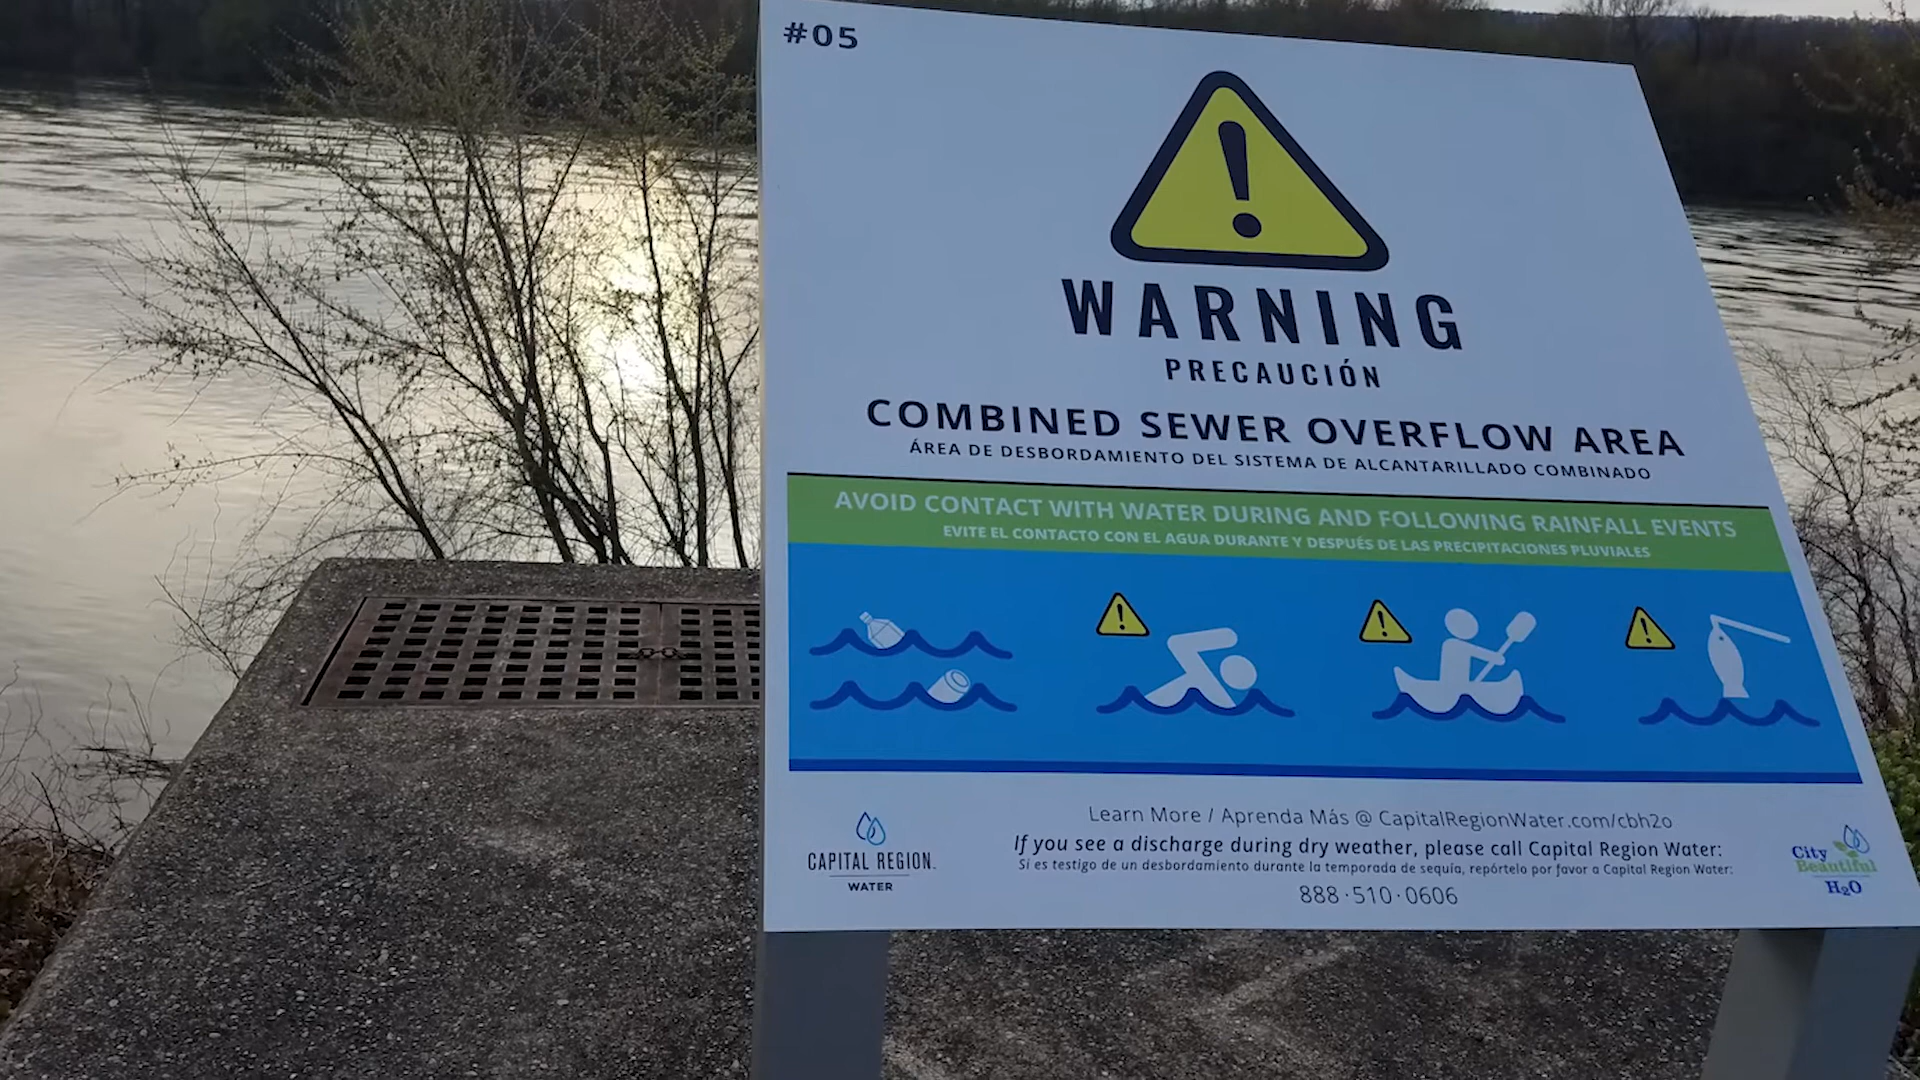 #05
WARNING
PRECAUCIÓN
COMBINED SEWER OVERFLOW AREA
ÁREA DE DESBORDAMIENTO DEL SISTEMA DE ALCANTARILLADO COMBINADO
AVOID CONTACT WITH WATER DURING AND FOLLOWING RAINFALL EVENTS
EVITE EL CONTACTO CON EL AGUA DURANTE Y DESPUÉS DE LAS PRECIPITACIONES PLUVIALES
Learn More / Aprenda Más @ CapitalRegionWater.com/cbh2o
If you see a discharge during dry weather, please call Capital Region Water:
Si es testigo de un desbordamiento durante la temporada de sequía, repórtelo por favor a Capital Region Water:
888·510·0606
CAPITAL REGION
WATER
City
Beautiful
H₂O